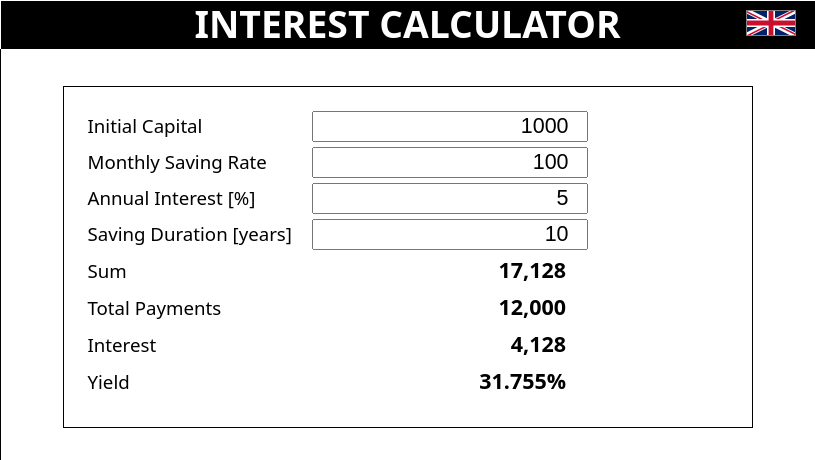 INTEREST CALCULATOR
Initial Capital 1000
Monthly Saving Rate 100
Annual Interest [%] 5
Saving Duration [years] 10
Sum 17,128
Total Payments 12,000
Interest 4,128
Yield 31.755%